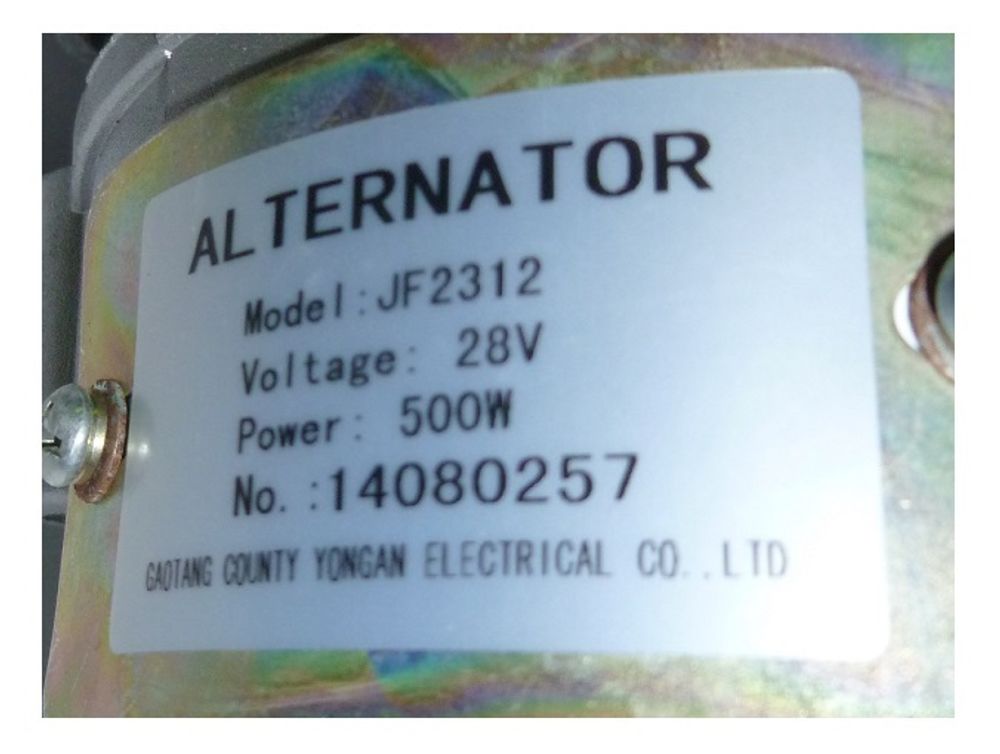 ALTERNATOR
Model:JF2312
Voltage: 28V
Power: 500W
No.:14080257
GAOTANG COUNTY YONGAN ELECTRICAL CO..LTD